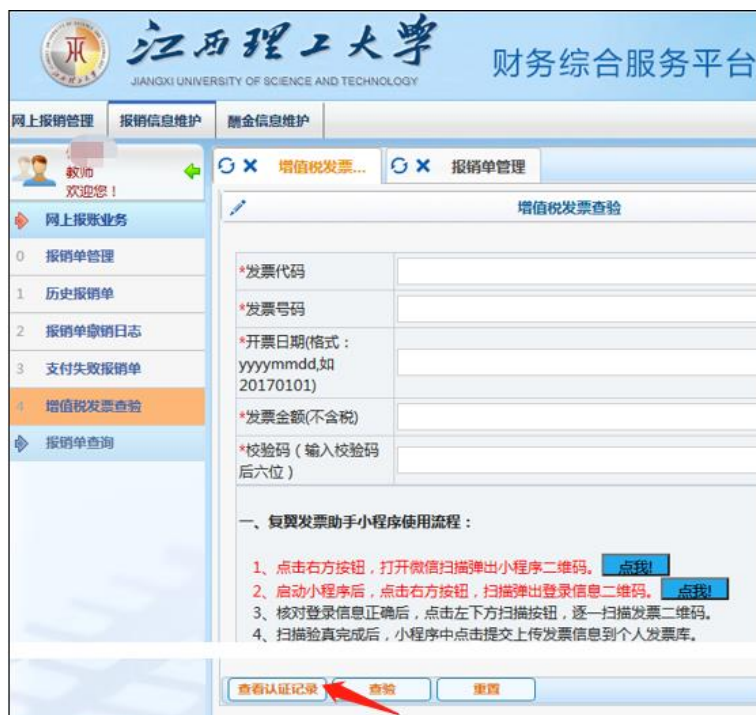 江西理工大学
JIANGXI UNIVERSITY OF SCIENCE AND TECHNOLOGY
财务综合服务平台
网上报销管理 报销信息维护 酬金信息维护
教师
欢迎您！
增值税发票... 报销单管理
网上报账业务
0 报销单管理
1 历史报销单
2 报销单撤销日志
3 支付失败报销单
4 增值税发票查验
报销单查询
增值税发票查验
*发票代码
*发票号码
*开票日期(格式：
yyyymmdd,如
20170101)
*发票金额(不含税)
*校验码（输入校验码
后六位）
一、复翼发票助手小程序使用流程：
1、点击右方按钮，打开微信扫描弹出小程序二维码。 点我!
2、启动小程序后，点击右方按钮，扫描弹出登录信息二维码。 点我!
3、核对登录信息正确后，点击左下方扫描按钮，逐一扫描发票二维码。
4、扫描验真完成后，小程序中点击提交上传发票信息到个人发票库。
查看认证记录 查验 重置